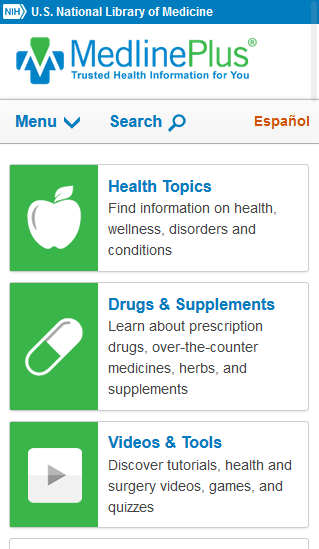 NIH U.S. National Library of Medicine
MedlinePlus®
Trusted Health Information for You
Menu Search Español
Health Topics
Find information on health,
wellness, disorders and
conditions
Drugs & Supplements
Learn about prescription
drugs, over-the-counter
medicines, herbs, and
supplements
Videos & Tools
Discover tutorials, health and
surgery videos, games, and
quizzes